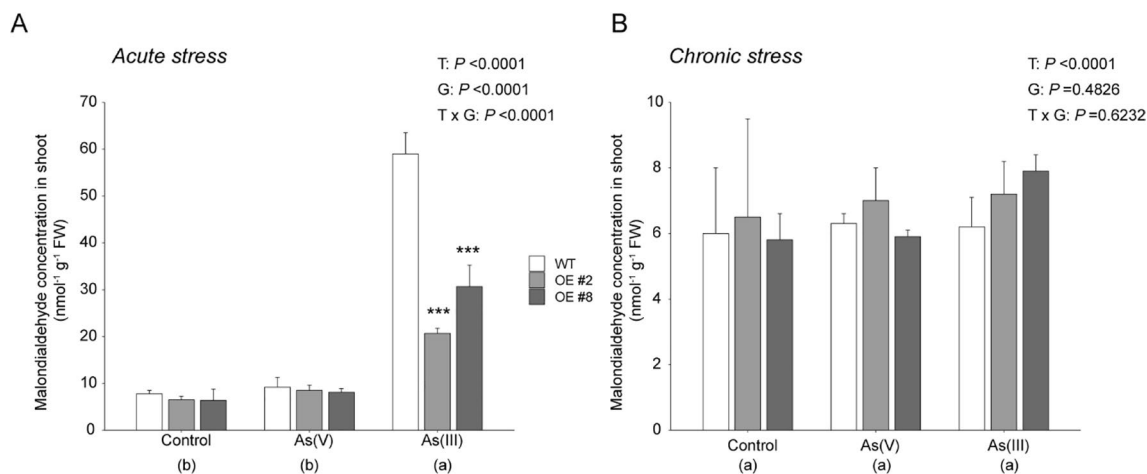 A
Acute stress
T: P <0.0001
G: P <0.0001
T x G: P <0.0001
Malondialdehyde concentration in shoot
(nmol⁻¹ g⁻¹ FW)
70
60
50
40
30
20
10
0
***
***
Control
As(V)
As(III)
(b)
(b)
(a)
WT
OE #2
OE #8
B
Chronic stress
T: P <0.0001
G: P =0.4826
T x G: P =0.6232
Malondialdehyde concentration in shoot
(nmol⁻¹ g⁻¹ FW)
10
8
6
4
2
0
Control
As(V)
As(III)
(a)
(a)
(a)